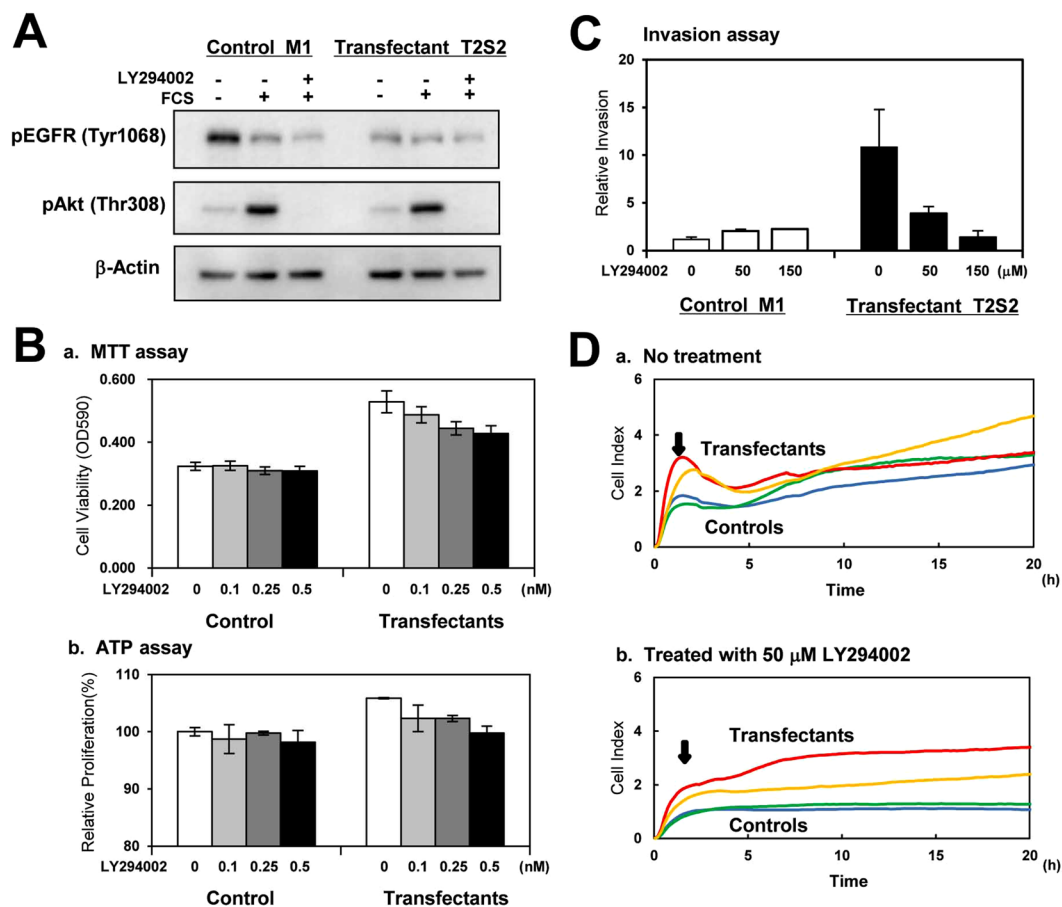 A
Control M1 Transfectant T2S2
LY294002 - - + - - +
FCS - + + - + +
pEGFR (Tyr1068)
pAkt (Thr308)
β-Actin
B
a. MTT assay
Cell Viability (OD590)
0.600
0.400
0.200
0.000
LY294002 0 0.1 0.25 0.5 0 0.1 0.25 0.5 (nM)
Control Transfectants
b. ATP assay
Relative Proliferation(%)
110
100
90
80
LY294002 0 0.1 0.25 0.5 0 0.1 0.25 0.5 (nM)
Control Transfectants
C
Invasion assay
Relative Invasion
20
15
10
5
0
LY294002 0 50 150 0 50 150 (μM)
Control M1 Transfectant T2S2
D
a. No treatment
Cell Index
6
4
2
0
Transfectants
Controls
0 5 10 15 20
(h)
Time
b. Treated with 50 μM LY294002
Cell Index
6
4
2
0
Transfectants
Controls
0 5 10 15 20
(h)
Time